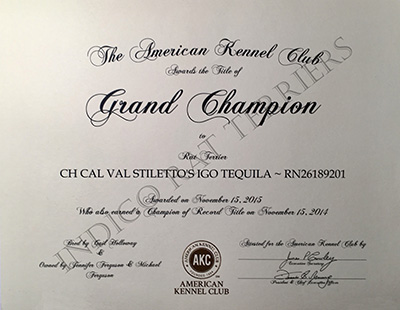 The American Kennel Club
Awards the Title of
Grand Champion
to
Rat Terrier
CH CAL VAL STILETTO'S IGO TEQUILA ~ RN26189201
Awarded on November 15, 2015
Who also earned a Champion of Record Title on November 15, 2014
Bred by Gail Holloway
&
Owned by Jennifer Ferguson & Michael
Ferguson
Attested for the American Kennel Club by
Executive Secretary
President & Chief Executive Officer
AKC
AMERICAN
KENNEL CLUB
INDIGO RAT TERRIERS